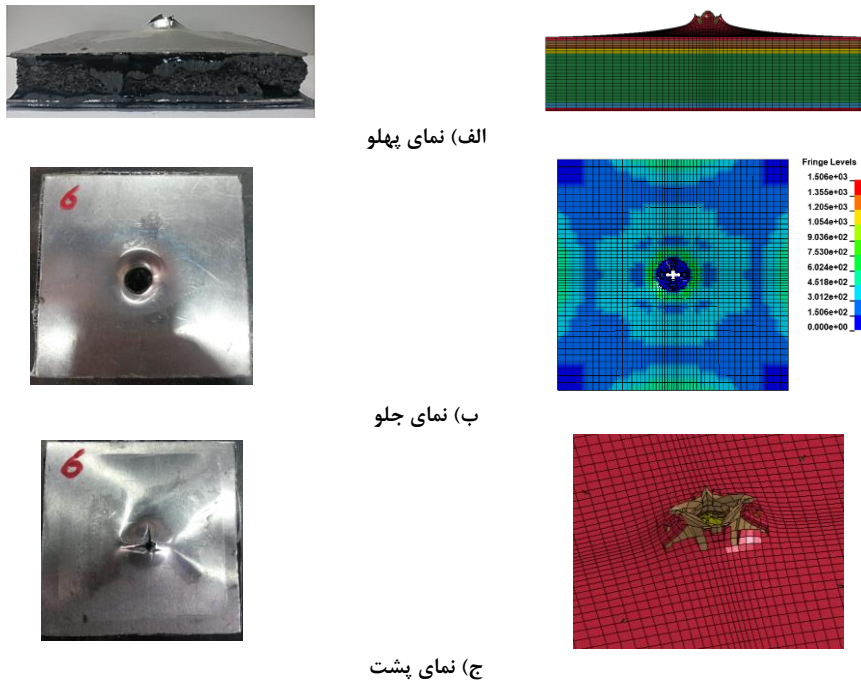 الف) نمای پهلو
6
Fringe Levels
1.506e+03
1.355e+03
1.205e+03
1.054e+03
9.036e+02
7.530e+02
6.024e+02
4.518e+02
3.012e+02
1.506e+02
0.000e+00
ب) نمای جلو
6
ج) نمای پشت